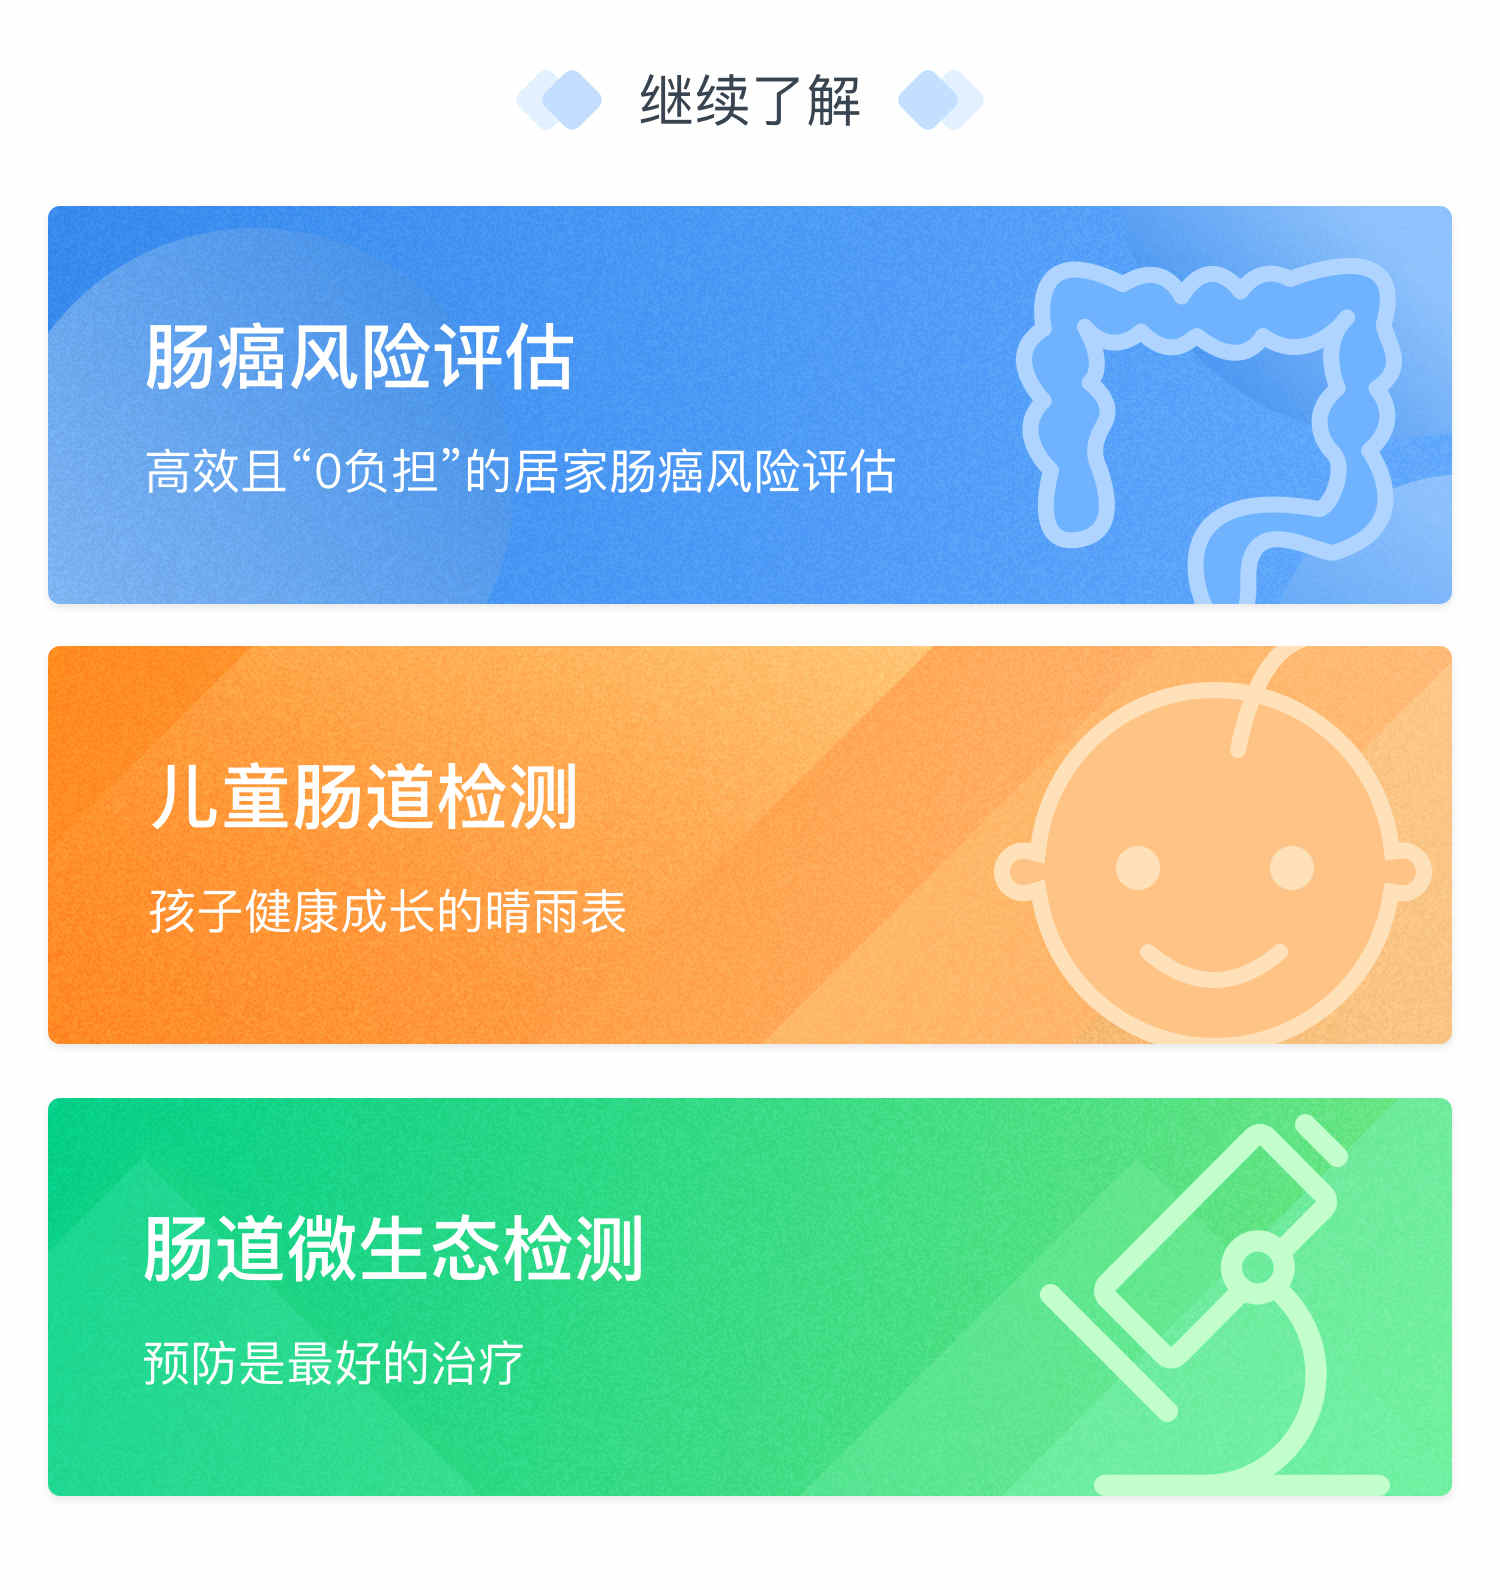 继续了解
肠癌风险评估
高效且“0负担”的居家肠癌风险评估
儿童肠道检测
孩子健康成长的晴雨表
肠道微生态检测
预防是最好的治疗